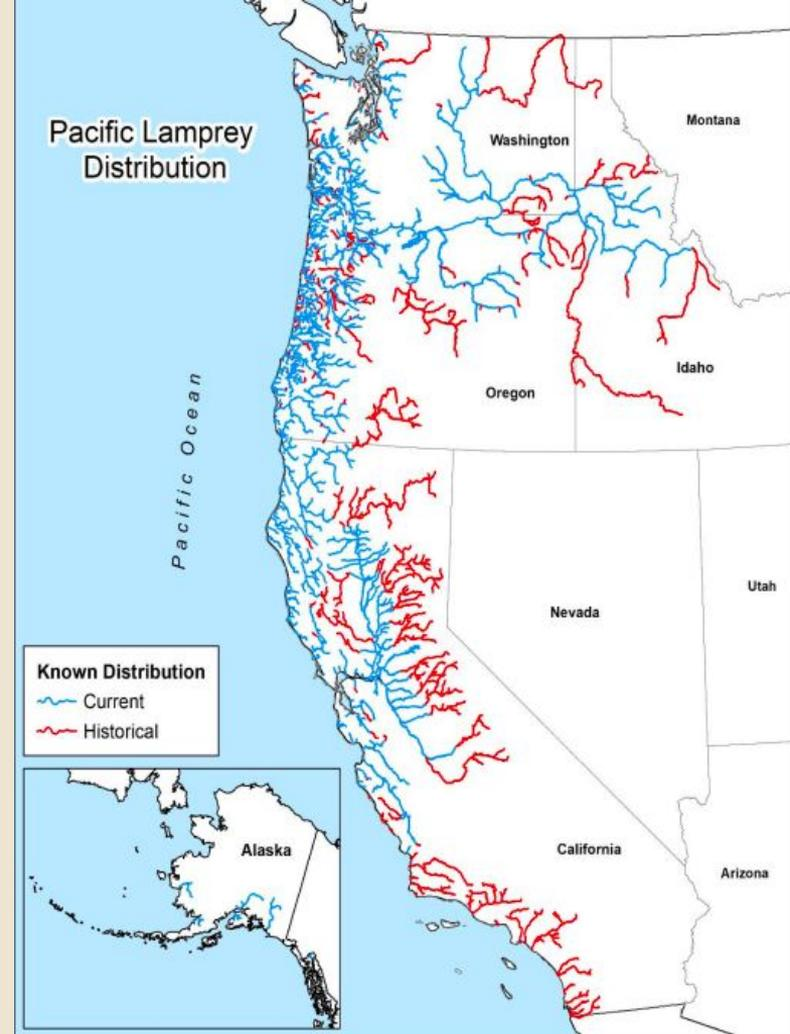 Pacific Lamprey
Distribution
Washington
Montana
Oregon
Idaho
Pacific Ocean
Nevada
Utah
Known Distribution
Current
Historical
Alaska
California
Arizona